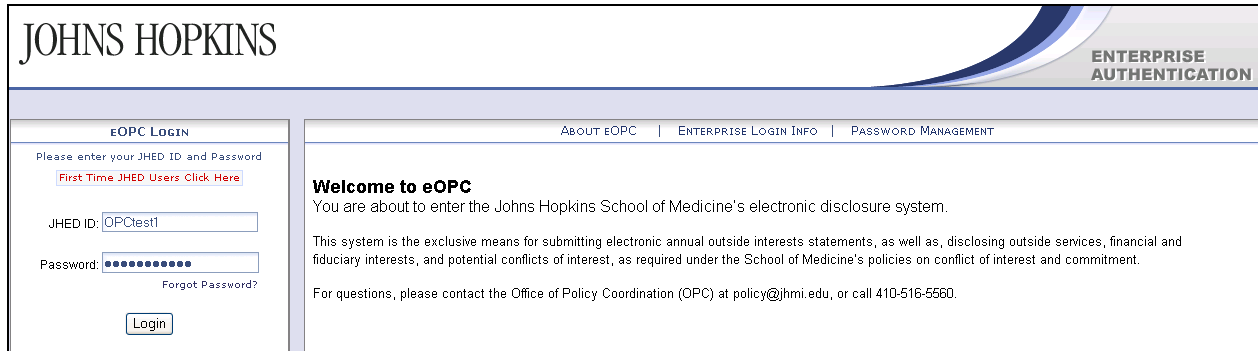 JOHNS HOPKINS
ENTERPRISE
AUTHENTICATION
eOPC Login
Please enter your JHED ID and Password
First Time JHED Users Click Here
JHED ID: OPCtest1
Password: ●●●●●●●●●●●
Forgot Password?
Login
About eOPC | Enterprise Login Info | Password Management
Welcome to eOPC
You are about to enter the Johns Hopkins School of Medicine's electronic disclosure system.
This system is the exclusive means for submitting electronic annual outside interests statements, as well as, disclosing outside services, financial and
fiduciary interests, and potential conflicts of interest, as required under the School of Medicine's policies on conflict of interest and commitment.
For questions, please contact the Office of Policy Coordination (OPC) at policy@jhmi.edu, or call 410-516-5560.